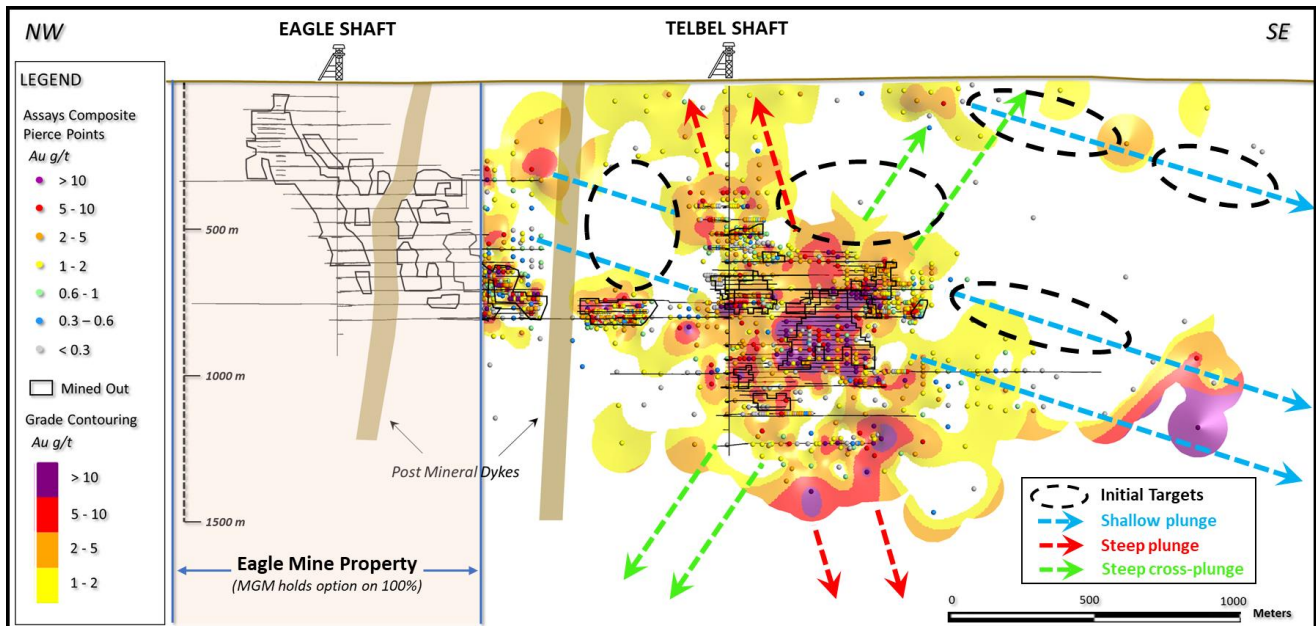 NW
EAGLE SHAFT
TELBEL SHAFT
SE
LEGEND
Assays Composite
Pierce Points
Au g/t
> 10
5 - 10
2 - 5
1 - 2
0.6 - 1
0.3 – 0.6
< 0.3
Mined Out
Grade Contouring
Au g/t
> 10
5 - 10
2 - 5
1 - 2
500 m
1000 m
1500 m
Post Mineral Dykes
Eagle Mine Property
(MGM holds option on 100%)
Initial Targets
Shallow plunge
Steep plunge
Steep cross-plunge
0 500 1000
Meters